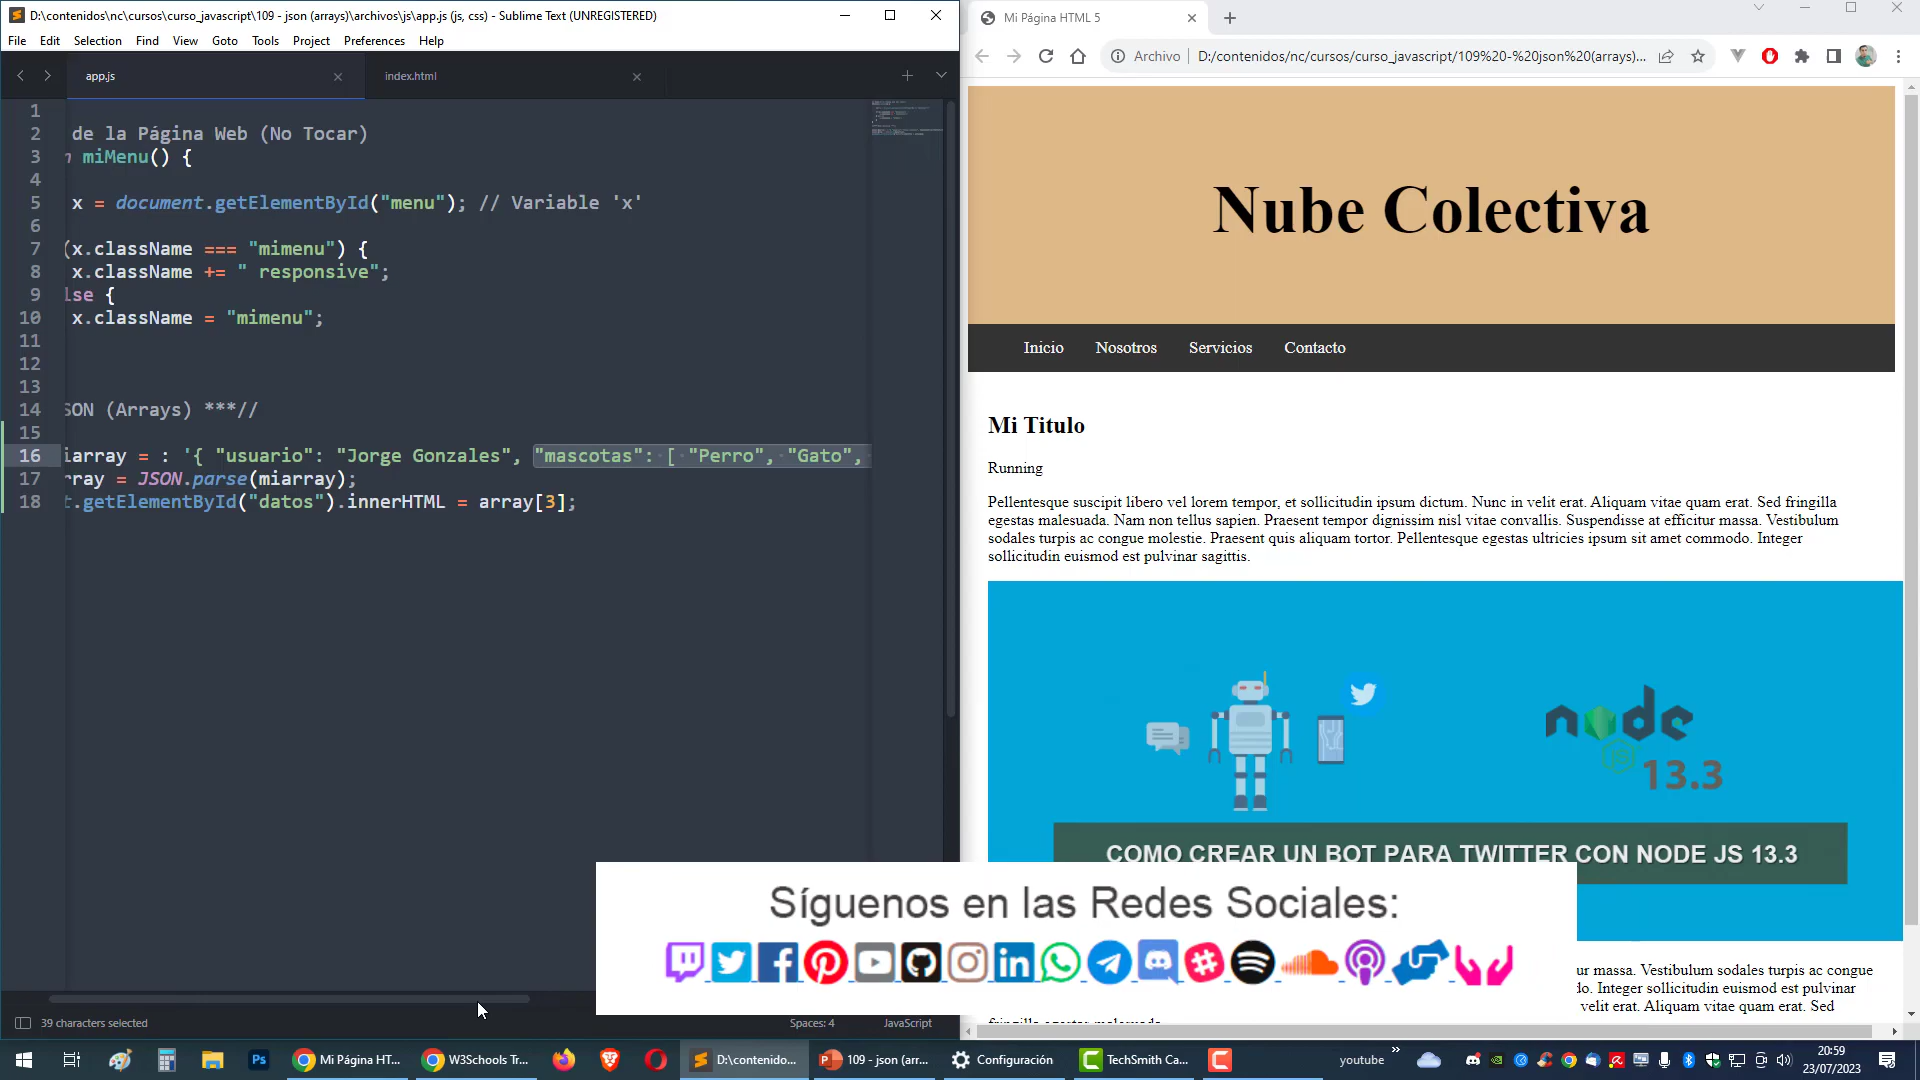 D:\contenidos\nc\cursos\curso_javascript\109 - json (arrays)\archivos\js\app.js (js, css) - Sublime Text (UNREGISTERED)
File Edit Selection Find View Goto Tools Project Preferences Help
app.js index.html
1
2 de la Página Web (No Tocar)
3 n miMenu() {
4
5 x = document.getElementById("menu"); // Variable 'x'
6
7 (x.className === "mimenu") {
8 x.className += " responsive";
9 lse {
10 x.className = "mimenu";
11
12
13
14 SON (Arrays) ***//
15
16 iarray = : '{ "usuario": "Jorge Gonzales", "mascotas": [ "Perro", "Gato",
17 rray = JSON.parse(miarray);
18 t.getElementById("datos").innerHTML = array[3];
39 characters selected
Spaces: 4 JavaScript
Mi Página HTML 5
Archivo D:/contenidos/nc/cursos/curso_javascript/109%20-%20json%20(arrays)...
Nube Colectiva
Inicio Nosotros Servicios Contacto
Mi Titulo
Running
Pellentesque suscipit libero vel lorem tempor, et sollicitudin ipsum dictum. Nunc in velit erat. Aliquam vitae quam erat. Sed fringilla
egestas malesuada. Nam non tellus sapien. Praesent tempor dignissim nisl vitae convallis. Suspendisse at efficitur massa. Vestibulum
sodales turpis ac congue molestie. Praesent quis aliquam tortor. Pellentesque egestas ultricies ipsum sit amet commodo. Integer
sollicitudin euismod est pulvinar sagittis.
node
JS
13.3
COMO CREAR UN BOT PARA TWITTER CON NODE JS 13.3
Síguenos en las Redes Sociales:
ur massa. Vestibulum sodales turpis ac congue
do. Integer sollicitudin euismod est pulvinar
velit erat. Aliquam vitae quam erat. Sed
fringilla egestas malesuada
Mi Página HT... W3Schools Tr... D:\contenido... 109 - json (arr... Configuración TechSmith Ca... youtube
20:59
23/07/2023